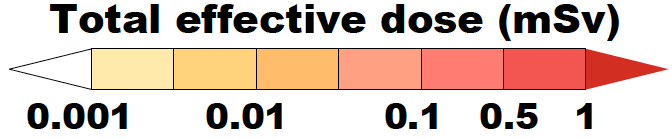 Total effective dose (mSv)
0.001 0.01 0.1 0.5 1